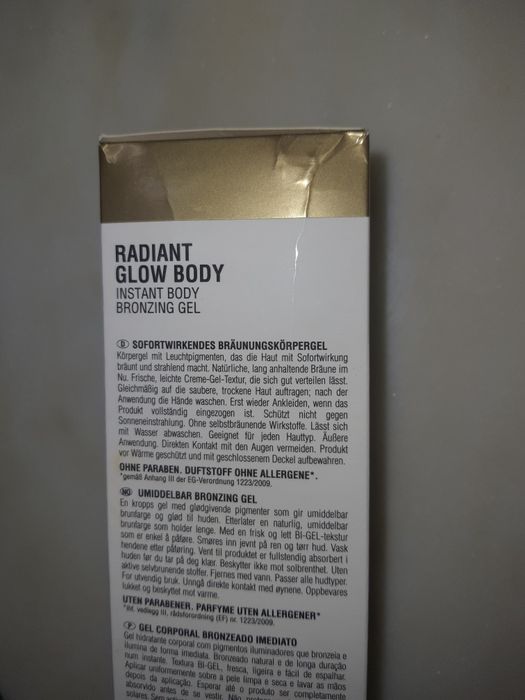 RADIANT
GLOW BODY
INSTANT BODY
BRONZING GEL
D SOFORTWIRKENDES BRÄUNUNGSKÖRPERGEL
Körpergel mit Leuchtpigmenten, das die Haut mit Sofortwirkung
bräunt und strahlend macht. Natürliche, lang anhaltende Bräune im
Nu. Frische, leichte Creme-Gel-Textur, die sich gut verteilen lässt.
Gleichmäßig auf die saubere, trockene Haut auftragen; nach der
Anwendung die Hände waschen. Erst wieder Ankleiden, wenn das
Produkt vollständig eingezogen ist. Schützt nicht gegen
Sonneneinstrahlung. Ohne selbstbräunende Wirkstoffe. Lässt sich
mit Wasser abwaschen. Geeignet für jeden Hauttyp. Äußere
Anwendung. Direkten Kontakt mit den Augen vermeiden. Produkt
vor Wärme geschützt und mit geschlossenem Deckel aufbewahren.
OHNE PARABEN. DUFTSTOFF OHNE ALLERGENE*.
*gemäß Anhang III der EG-Verordnung 1223/2009.
NO UMIDDELBAR BRONZING GEL
En kropps gel med glødgivende pigmenter som gir umiddelbar
brunfarge og glød til huden. Etterlater en naturlig, umiddelbar
brunfarge som holder lenge. Med en frisk og lett BI-GEL-tekstur
som er enkel å påføre. Smøres inn jevnt på ren og tørr hud. Vask
hendene etter påføring. Vent til produktet er fullstendig absorbert i
huden før du tar på deg klær. Beskytter ikke mot solbrenthet. Uten
aktive selvbrunende stoffer. Fjernes med vann. Passer alle hudtyper.
For utvendig bruk. Unngå direkte kontakt med øynene. Oppbevares
lukket og beskyttet mot varme.
UTEN PARABENER. PARFYME UTEN ALLERGENER*
*iht. vedlegg III, rådsforordning (EF) nr. 1223/2009.
P GEL CORPORAL BRONZEADO IMEDIATO
Gel hidratante corporal com pigmentos iluminadores que bronzeia e
ilumina de forma imediata. Bronzeado natural e de longa duração
num instante. Textura BI-GEL, fresca, ligeira e fácil de espalhar.
Aplicar uniformemente sobre a pele limpa e seca e lavar as mãos
depois da aplicação. Esperar até o produto ser completamente
absorvido antes de se vestir. Não
solares. Sem